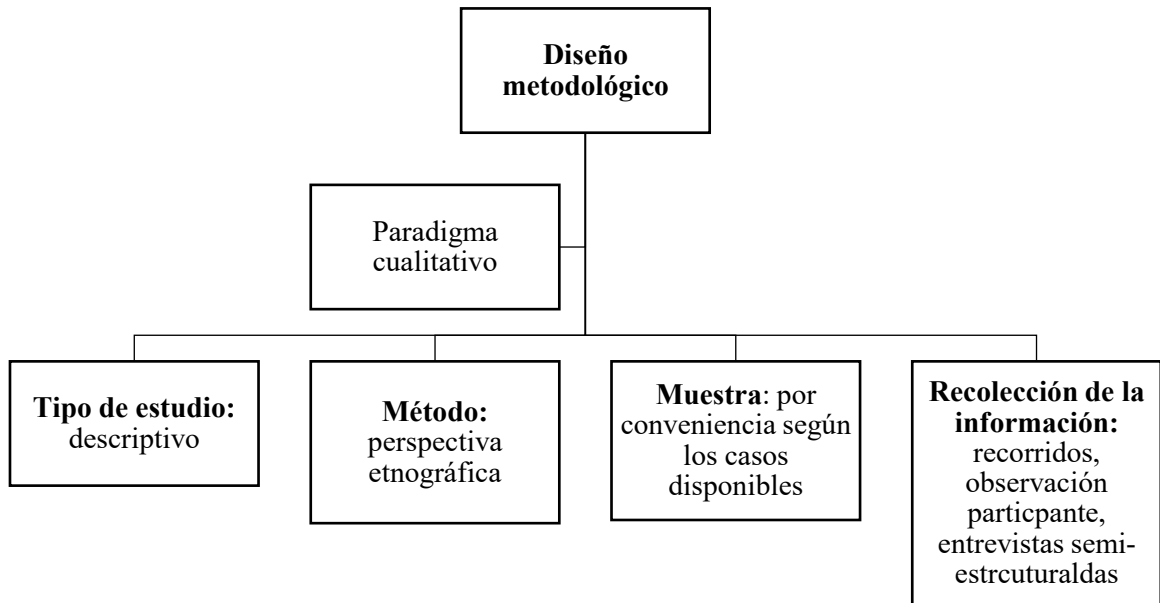 Diseño
metodológico
Paradigma
cualitativo
Tipo de estudio:
descriptivo
Método:
perspectiva
etnográfica
Muestra: por
conveniencia según
los casos
disponibles
Recolección de la
información:
recorridos,
observación
particpante,
entrevistas semi-
estrcuturaldas